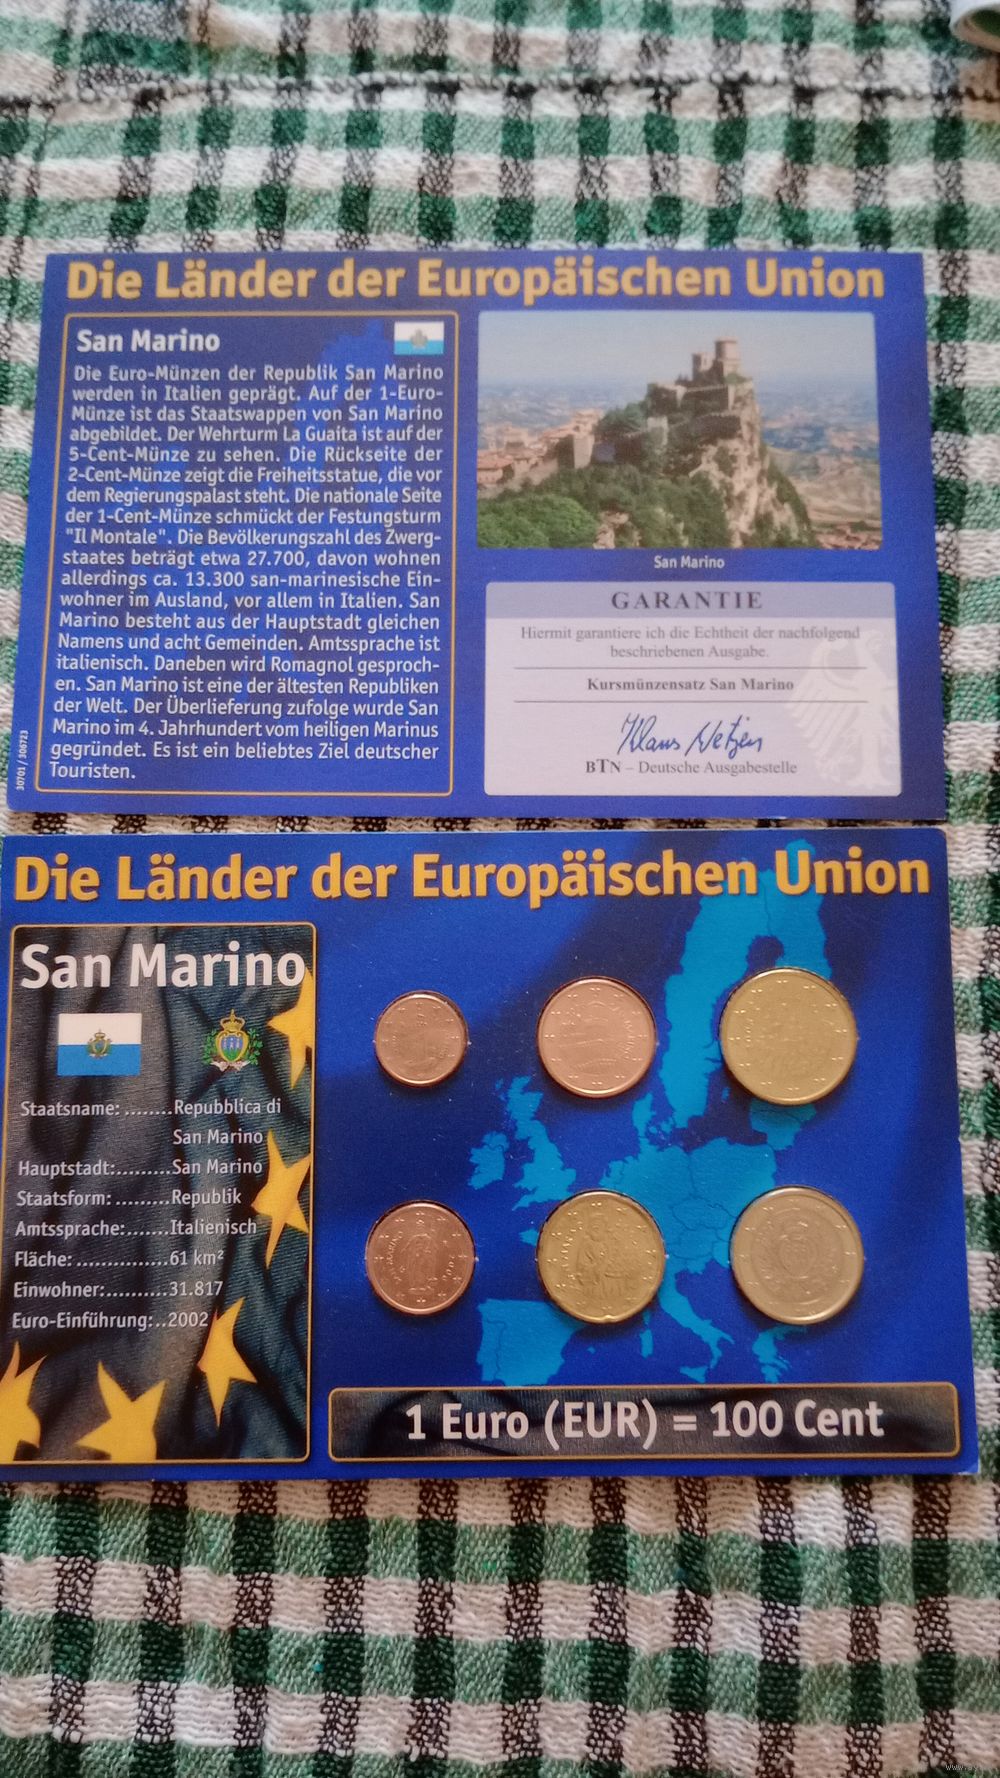 Die Länder der Europäischen Union
San Marino
Die Euro-Münzen der Republik San Marino
werden in Italien geprägt. Auf der 1-Euro-
Münze ist das Staatswappen von San Marino
abgebildet. Der Wehrturm La Guaita ist auf der
5-Cent-Münze zu sehen. Die Rückseite der
2-Cent-Münze zeigt die Freiheitsstatue, die vor
dem Regierungspalast steht. Die nationale Seite
der 1-Cent-Münze schmückt der Festungsturm
"Il Montale". Die Bevölkerungszahl des Zwerg-
staates beträgt etwa 27.700, davon wohnen
allerdings ca. 13.300 san-marinesische Ein-
wohner im Ausland, vor allem in Italien. San
Marino besteht aus der Hauptstadt gleichen
Namens und acht Gemeinden. Amtssprache ist
italienisch. Daneben wird Romagnol gesproch-
en. San Marino ist eine der ältesten Republiken
der Welt. Der Überlieferung zufolge wurde San
Marino im 4. Jahrhundert vom heiligen Marinus
gegründet. Es ist ein beliebtes Ziel deutscher
Touristen.
30701 / 306723
San Marino
GARANTIE
Hiermit garantiere ich die Echtheit der nachfolgend
beschriebenen Ausgabe.
Kursmünzensatz San Marino
BTN – Deutsche Ausgabestelle
Die Länder der Europäischen Union
San Marino
Staatsname: ........Repubblica di
San Marino
Hauptstadt:.........San Marino
Staatsform: .........Republik
Amtssprache:.......Italienisch
Fläche: ...............61 km²
Einwohner:..........31.817
Euro-Einführung:..2002
1 Euro (EUR) = 100 Cent